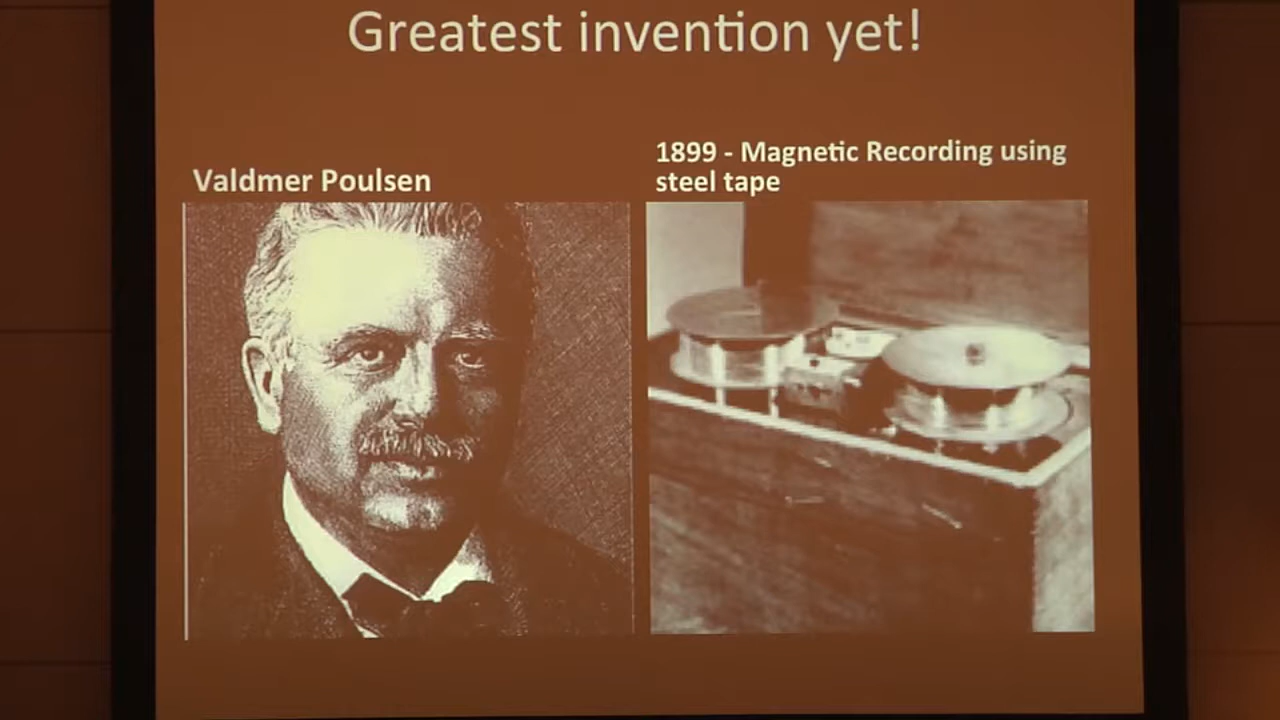 Greatest invention yet!
Valdmer Poulsen
1899 - Magnetic Recording using
steel tape